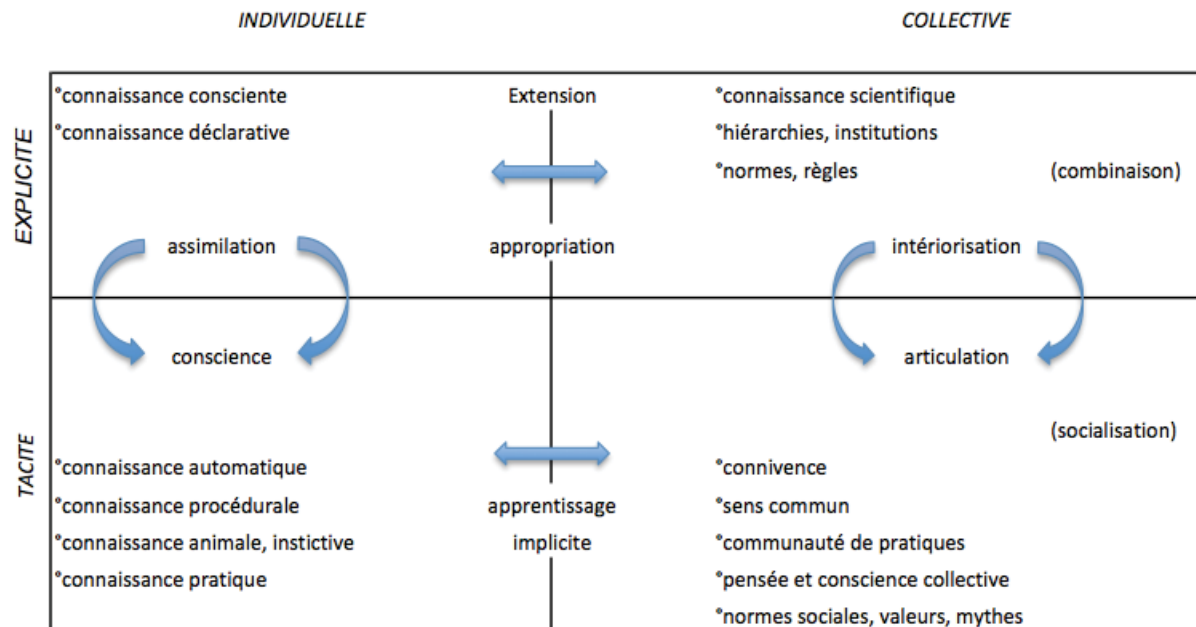 INDIVIDUELLE COLLECTIVE
EXPLICITE
°connaissance consciente Extension °connaissance scientifique
°connaissance déclarative °hiérarchies, institutions
°normes, règles (combinaison)
assimilation appropriation intériorisation
conscience articulation
TACITE
(socialisation)
°connaissance automatique °connivence
°connaissance procédurale apprentissage °sens commun
°connaissance animale, instictive implicite °communauté de pratiques
°connaissance pratique °pensée et conscience collective
°normes sociales, valeurs, mythes